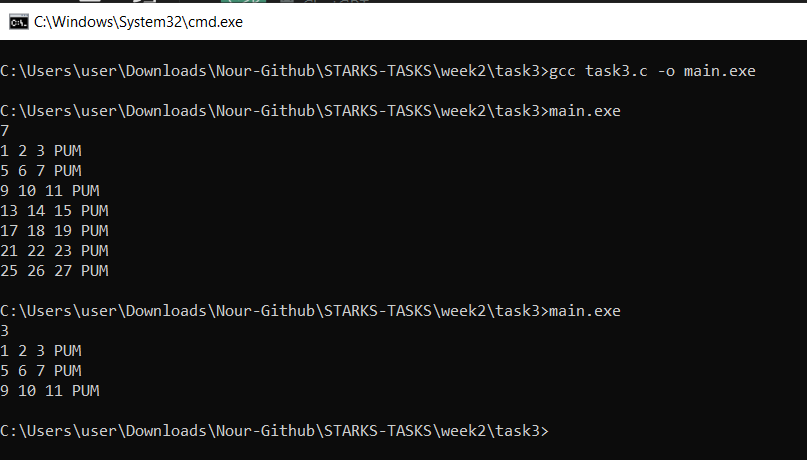 C:\Windows\System32\cmd.exe
C:\Users\user\Downloads\Nour-Github\STARKS-TASKS\week2\task3>gcc task3.c -o main.exe
C:\Users\user\Downloads\Nour-Github\STARKS-TASKS\week2\task3>main.exe
7
1 2 3 PUM
5 6 7 PUM
9 10 11 PUM
13 14 15 PUM
17 18 19 PUM
21 22 23 PUM
25 26 27 PUM
C:\Users\user\Downloads\Nour-Github\STARKS-TASKS\week2\task3>main.exe
3
1 2 3 PUM
5 6 7 PUM
9 10 11 PUM
C:\Users\user\Downloads\Nour-Github\STARKS-TASKS\week2\task3>